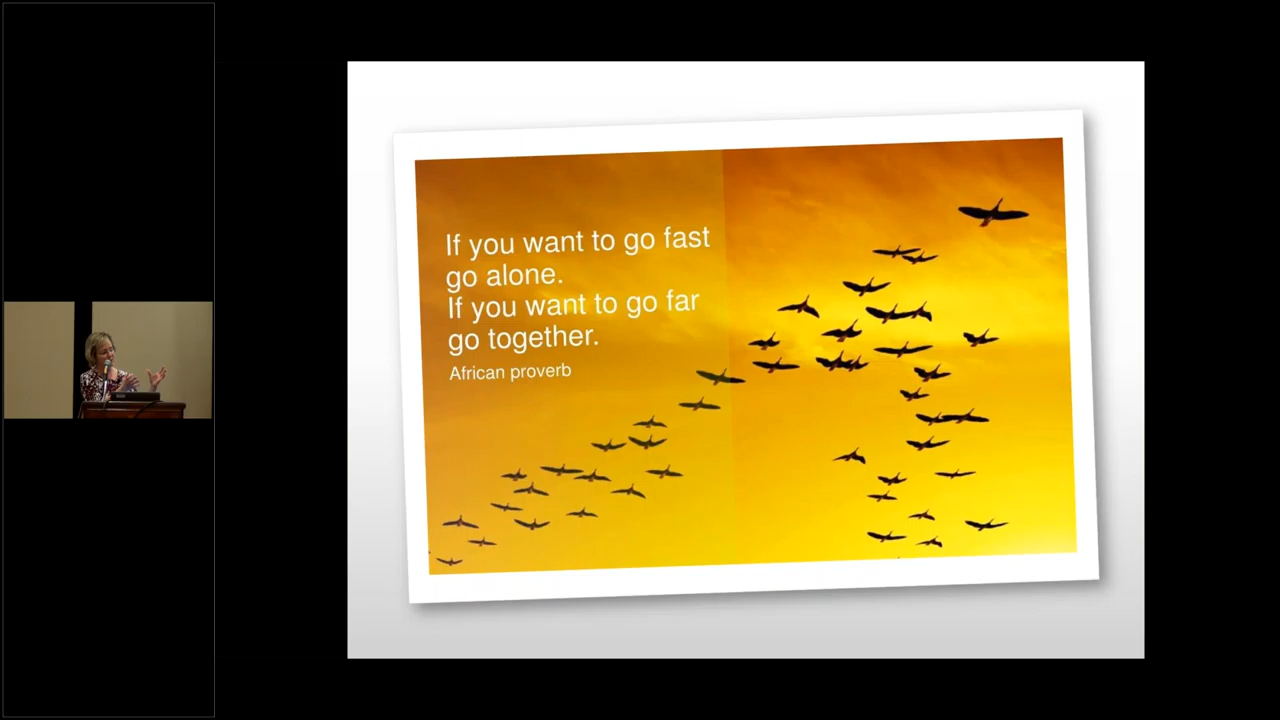 If you want to go fast
go alone.
If you want to go far
go together.
African proverb